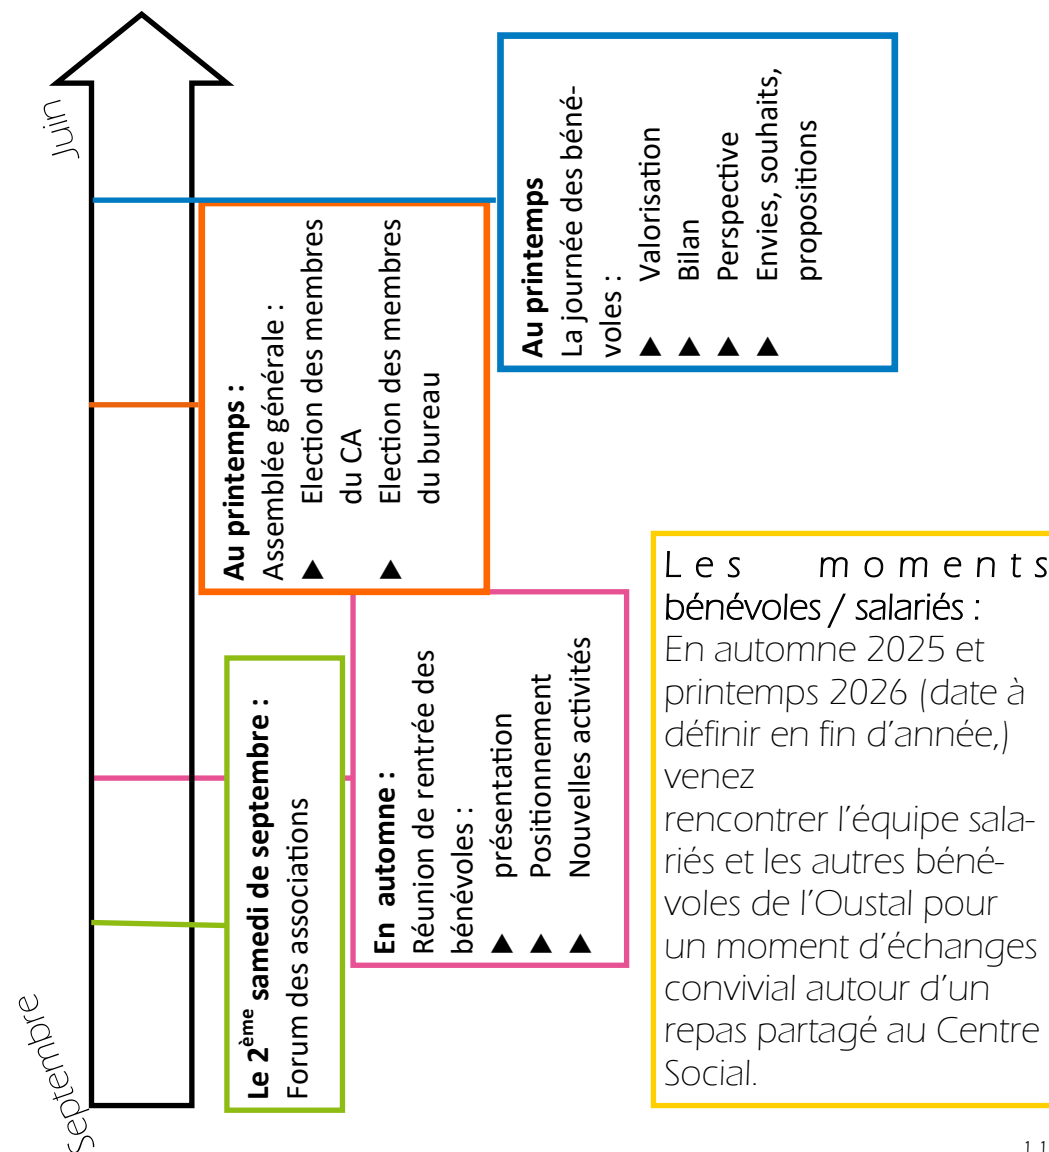 Juin
Septembre
Le 2ème samedi de septembre :
Forum des associations
En automne :
Réunion de rentrée des
bénévoles :
▶ présentation
▶ Positionnement
▶ Nouvelles activités
Au printemps :
Assemblée générale :
▶ Election des membres
du CA
▶ Election des membres
du bureau
Au printemps
La journée des béné-
voles :
▶ Valorisation
▶ Bilan
▶ Perspective
▶ Envies, souhaits,
propositions
Les moments
bénévoles / salariés :
En automne 2025 et
printemps 2026 (date à
définir en fin d’année,)
venez
rencontrer l’équipe sala-
riés et les autres béné-
voles de l’Oustal pour
un moment d’échanges
convivial autour d’un
repas partagé au Centre
Social.
11